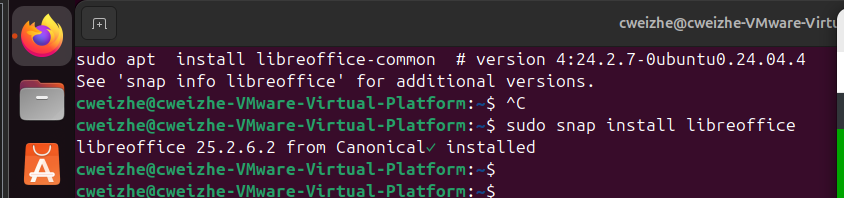 cweizhe@cweizhe-VMware-Virtu
sudo apt  install libreoffice-common  # version 4:24.2.7-0ubuntu0.24.04.4
See 'snap info libreoffice' for additional versions.
cweizhe@cweizhe-VMware-Virtual-Platform:~$ ^C
cweizhe@cweizhe-VMware-Virtual-Platform:~$ sudo snap install libreoffice
libreoffice 25.2.6.2 from Canonical✓ installed
cweizhe@cweizhe-VMware-Virtual-Platform:~$
cweizhe@cweizhe-VMware-Virtual-Platform:~$